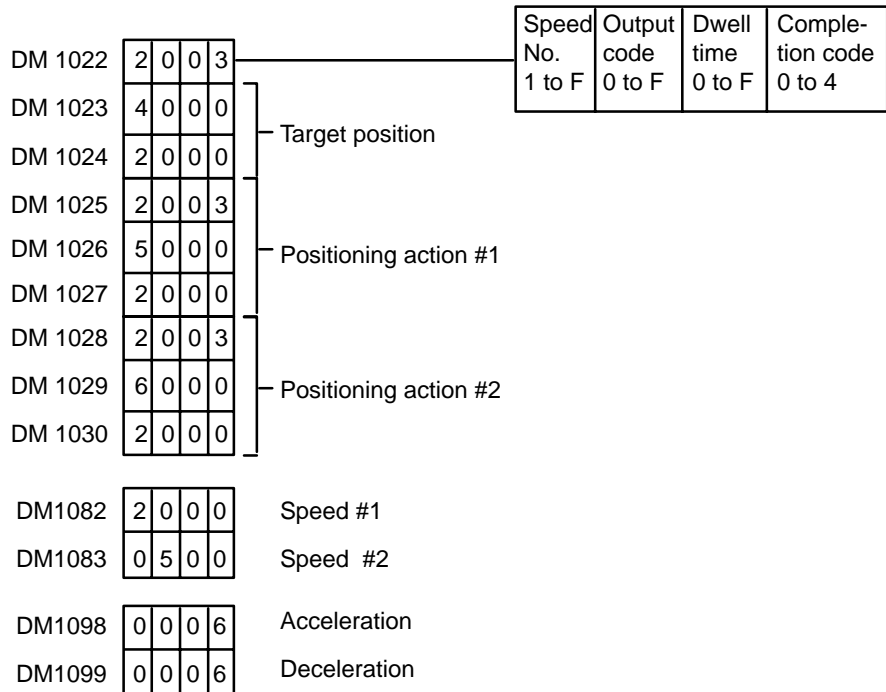 Speed No. 1 to F | Output code 0 to F | Dwell time 0 to F | Comple- tion code 0 to 4
DM 1022 2 0 0 3
DM 1023 4 0 0 0
Target position
DM 1024 2 0 0 0
DM 1025 2 0 0 3
DM 1026 5 0 0 0 Positioning action #1
DM 1027 2 0 0 0
DM 1028 2 0 0 3
DM 1029 6 0 0 0 Positioning action #2
DM 1030 2 0 0 0
DM1082 2 0 0 0 Speed #1
DM1083 0 5 0 0 Speed #2
DM1098 0 0 0 6 Acceleration
DM1099 0 0 0 6 Deceleration